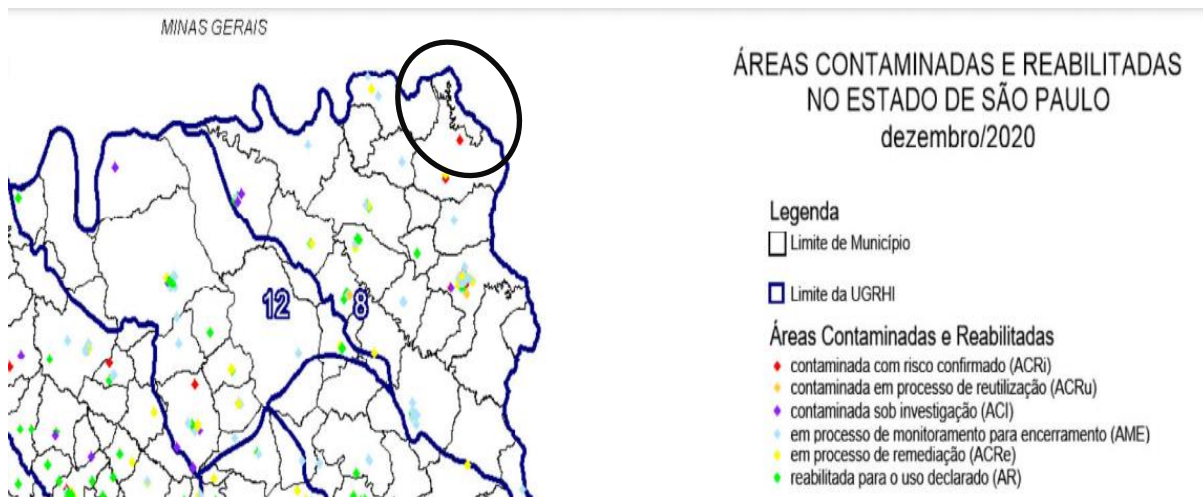 MINAS GERAIS
12
8
ÁREAS CONTAMINADAS E REABILITADAS
NO ESTADO DE SÃO PAULO
dezembro/2020
Legenda
Limite de Município
Limite da UGRHI
Áreas Contaminadas e Reabilitadas
contaminada com risco confirmado (ACRi)
contaminada em processo de reutilização (ACRu)
contaminada sob investigação (ACI)
em processo de monitoramento para encerramento (AME)
em processo de remediação (ACRe)
reabilitada para o uso declarado (AR)